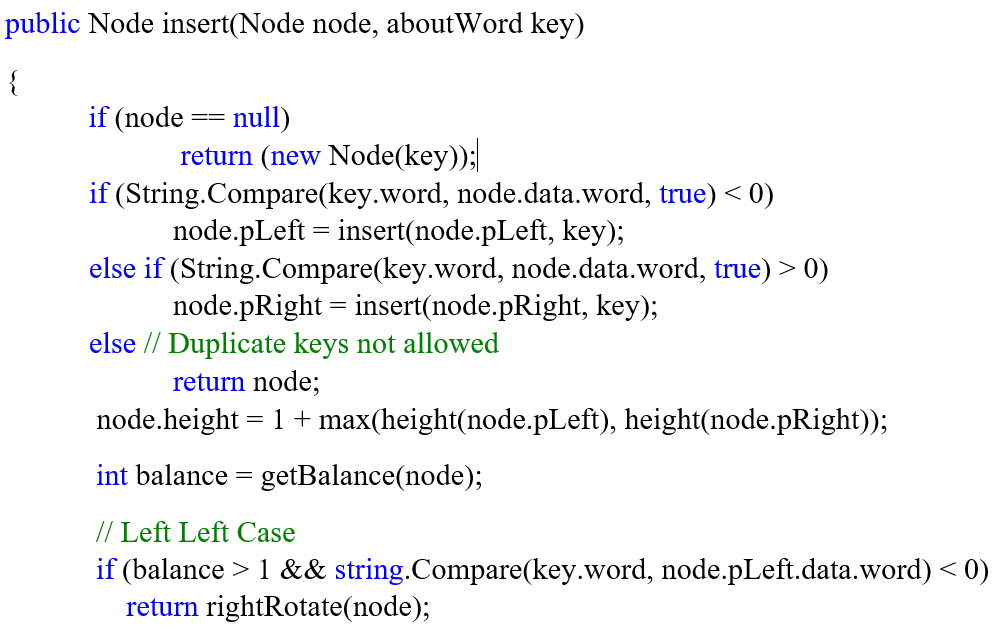 public Node insert(Node node, aboutWord key)
{
if (node == null)
return (new Node(key));
if (String.Compare(key.word, node.data.word, true) < 0)
node.pLeft = insert(node.pLeft, key);
else if (String.Compare(key.word, node.data.word, true) > 0)
node.pRight = insert(node.pRight, key);
else // Duplicate keys not allowed
return node;
node.height = 1 + max(height(node.pLeft), height(node.pRight));
int balance = getBalance(node);
// Left Left Case
if (balance > 1 && string.Compare(key.word, node.pLeft.data.word) < 0)
return rightRotate(node);